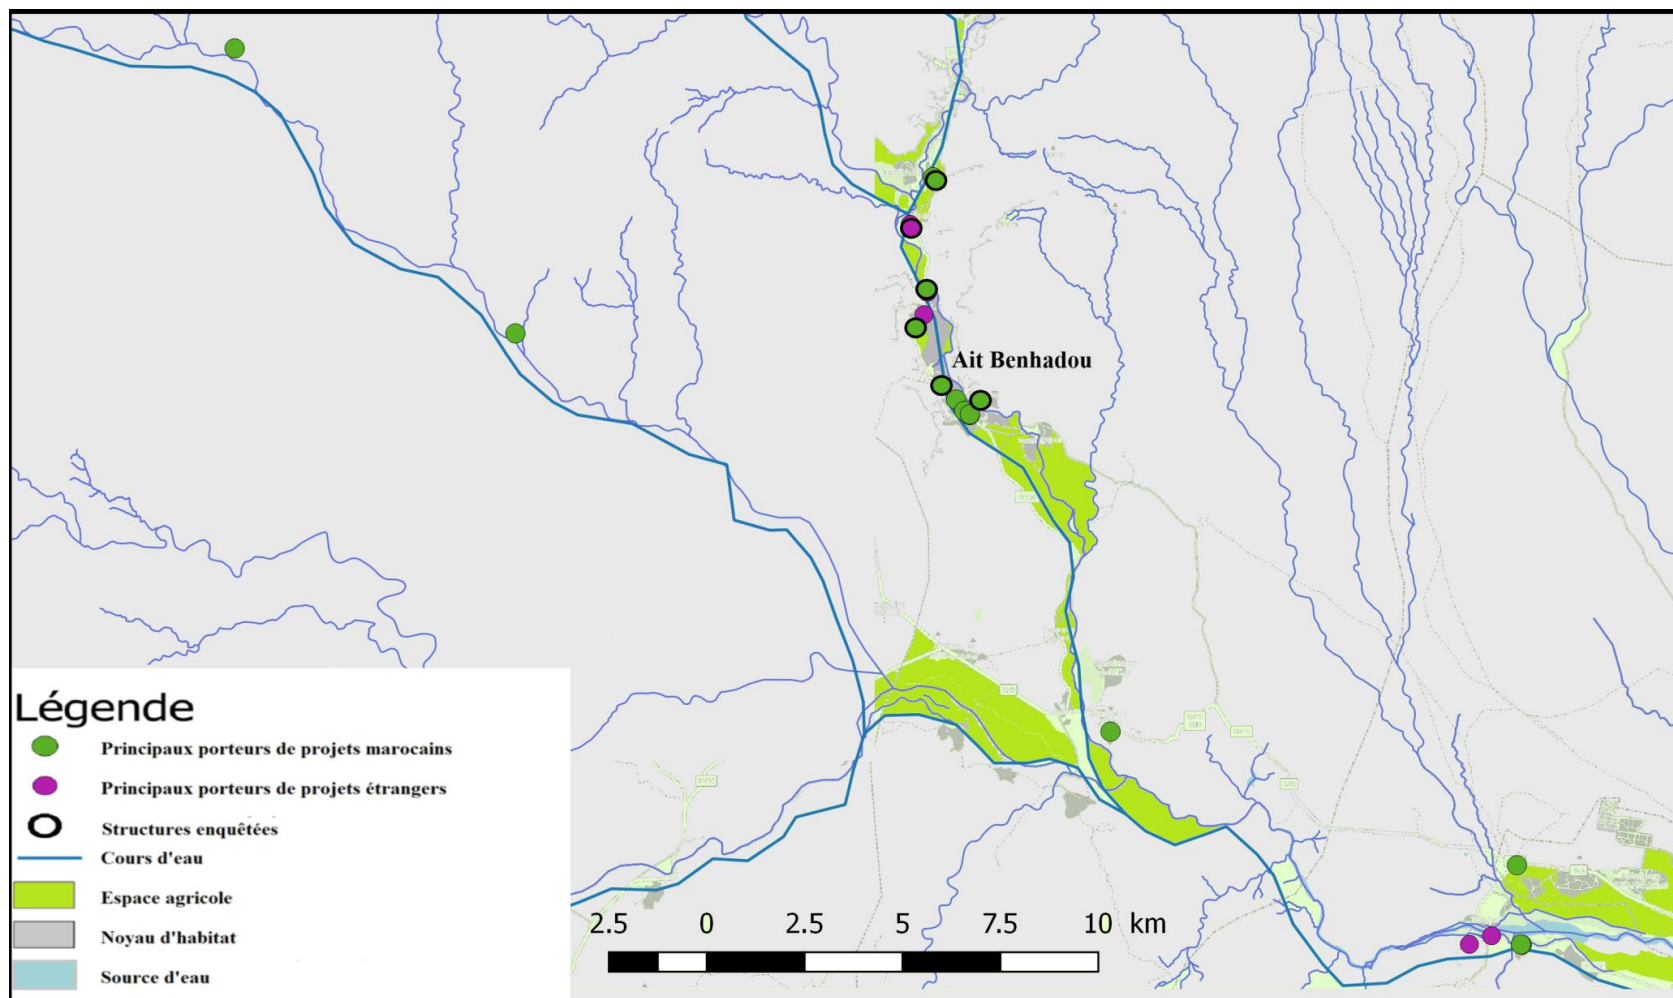 Ait Benhadou
Légende
Principaux porteurs de projets marocains
Principaux porteurs de projets étrangers
Structures enquêtées
Cours d'eau
Espace agricole
Noyau d'habitat
Source d'eau
2.5 0 2.5 5 7.5 10 km